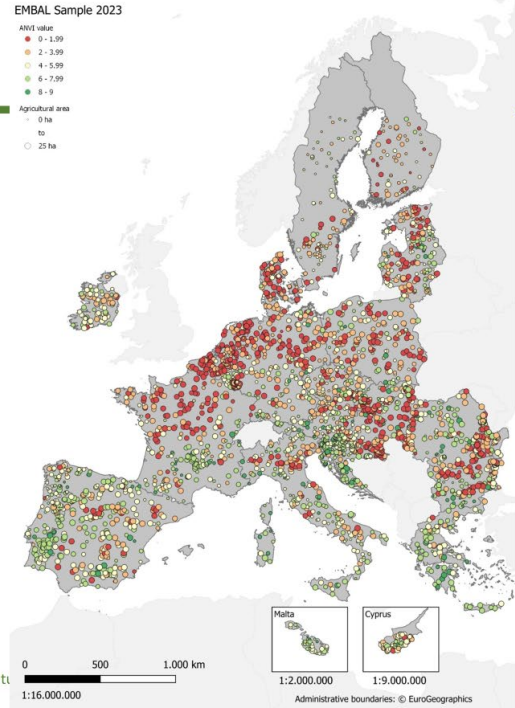 EMBAL Sample 2023
ANVI value
0 - 1.99
2 - 3.99
4 - 5.99
6 - 7.99
8 - 9
Agricultural area
0 ha
to
25 ha
Malta
Cyprus
0 500 1.000 km
1:2.000.000
1:9.000.000
1:16.000.000
Administrative boundaries: © EuroGeographics